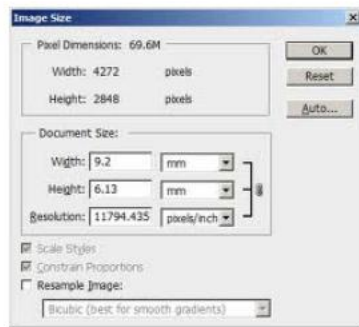 Image Size
Pixel Dimensions: 69.6M
Width: 4272 pixels
Height: 2848 pixels
Document Size:
Width: 9.2 mm
Height: 6.13 mm
Resolution: 11794.435 pixels/inch
Scale Styles
Constrain Proportions
Resample Image:
Bicubic (best for smooth gradients)
OK
Reset
Auto...